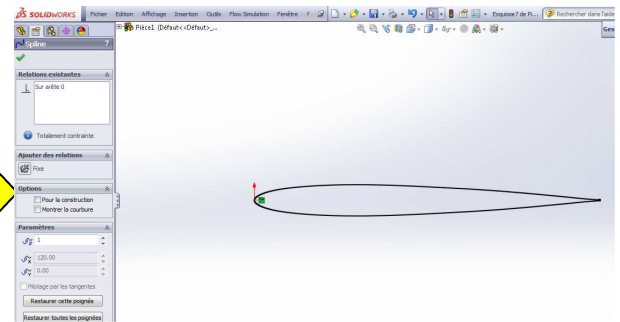 SOLIDWORKS Fichier Edition Affichage Insertion Outils Flow Simulation Fenêtre ? Esquisse7 de Pi... Rechercher dans l'aide
Pièce1 (Défaut<<Défaut>_...
Spline ?
Relations existantes
Sur arête 0
Totalement contrainte
Ajouter des relations
Fixe
Options
Pour la construction
Montrer la courbure
Paramètres
1
120.00
0.00
Pilotage par les tangentes
Restaurer cette poignée
Restaurer toutes les poignées